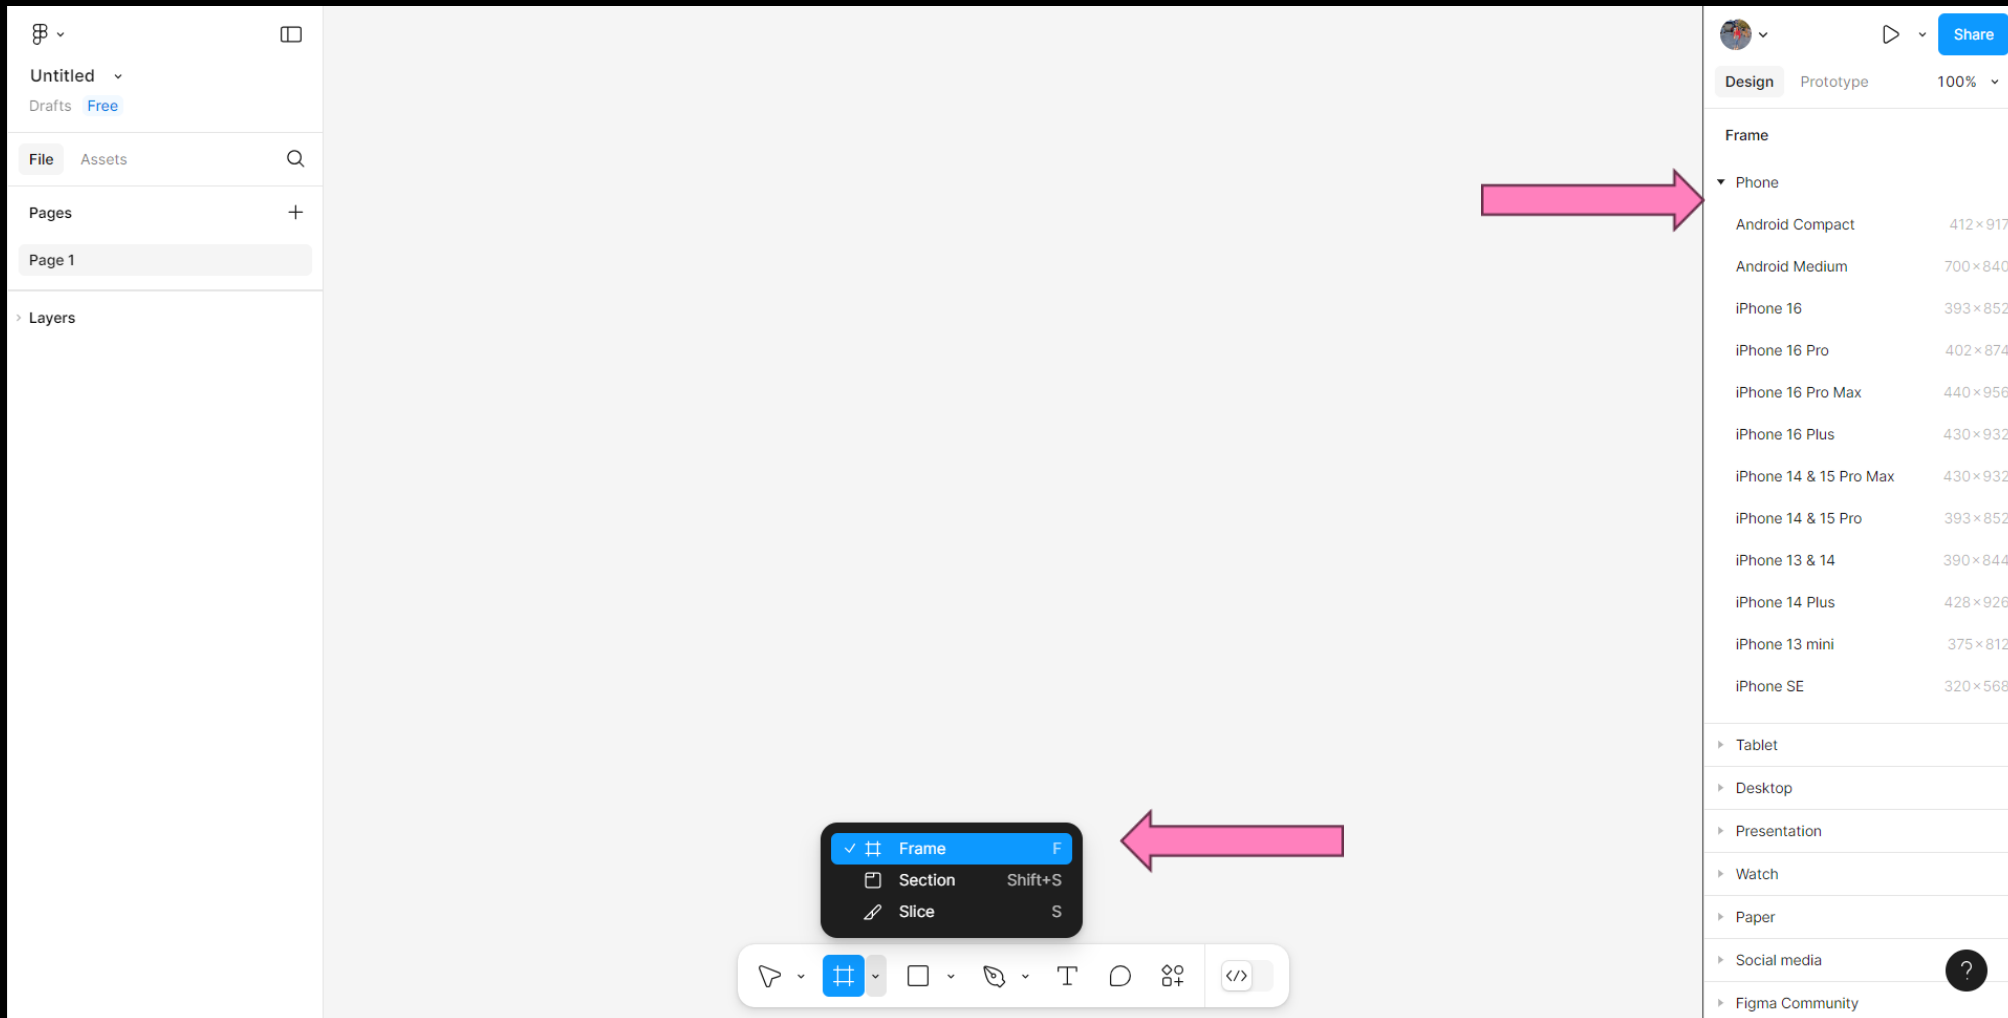 Untitled
Drafts Free
File Assets
Pages
Page 1
Layers
Frame F
Section Shift+S
Slice S
Share
Design Prototype 100%
Frame
Phone
Android Compact 412×917
Android Medium 700×840
iPhone 16 393×852
iPhone 16 Pro 402×874
iPhone 16 Pro Max 440×956
iPhone 16 Plus 430×932
iPhone 14 & 15 Pro Max 430×932
iPhone 14 & 15 Pro 393×852
iPhone 13 & 14 390×844
iPhone 14 Plus 428×926
iPhone 13 mini 375×812
iPhone SE 320×568
Tablet
Desktop
Presentation
Watch
Paper
Social media
Figma Community
?